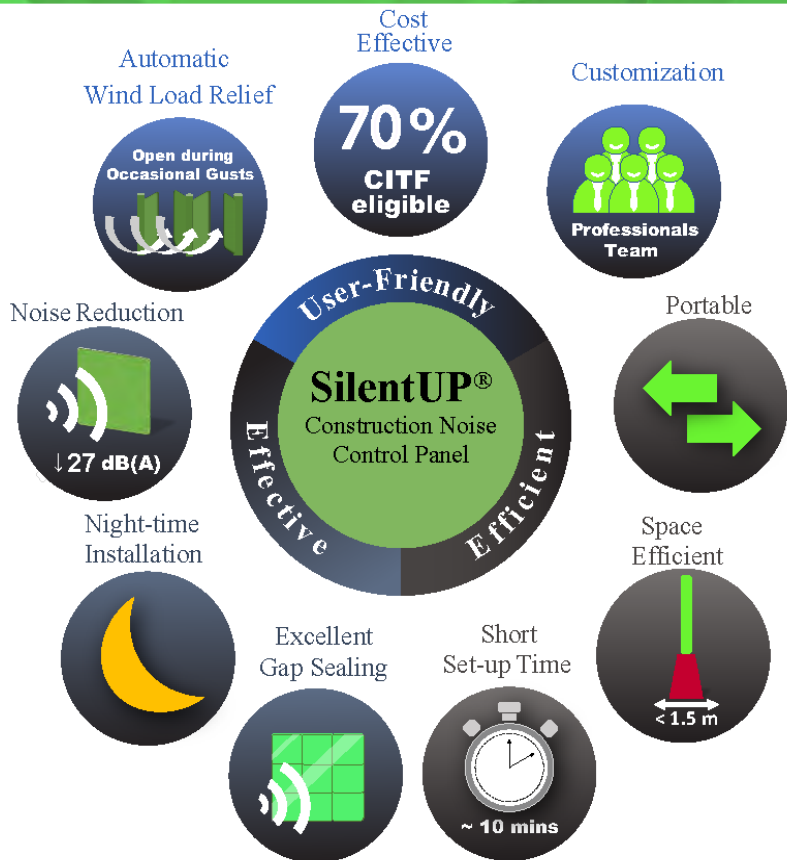 Cost
Effective
70%
CITF
eligible
Automatic
Wind Load Relief
Open during
Occasional Gusts
Customization
Professionals
Team
Noise Reduction
↓27 dB(A)
Portable
User-Friendly
Effective
Efficient
SilentUP®
Construction Noise
Control Panel
Night-time
Installation
Space
Efficient
< 1.5 m
Excellent
Gap Sealing
Short
Set-up Time
~ 10 mins